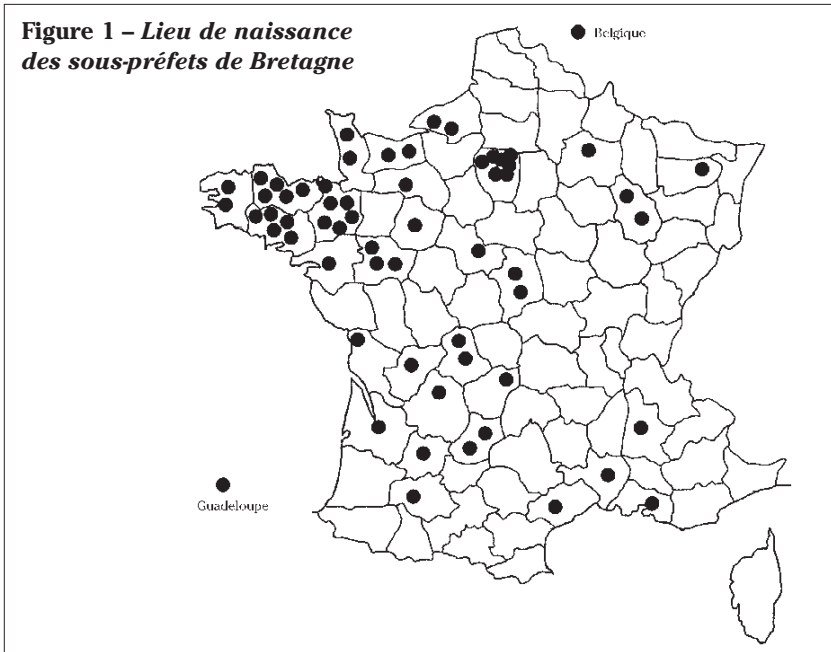 Figure 1 – Lieu de naissance
des sous-préfets de Bretagne
Belgique
Guadeloupe